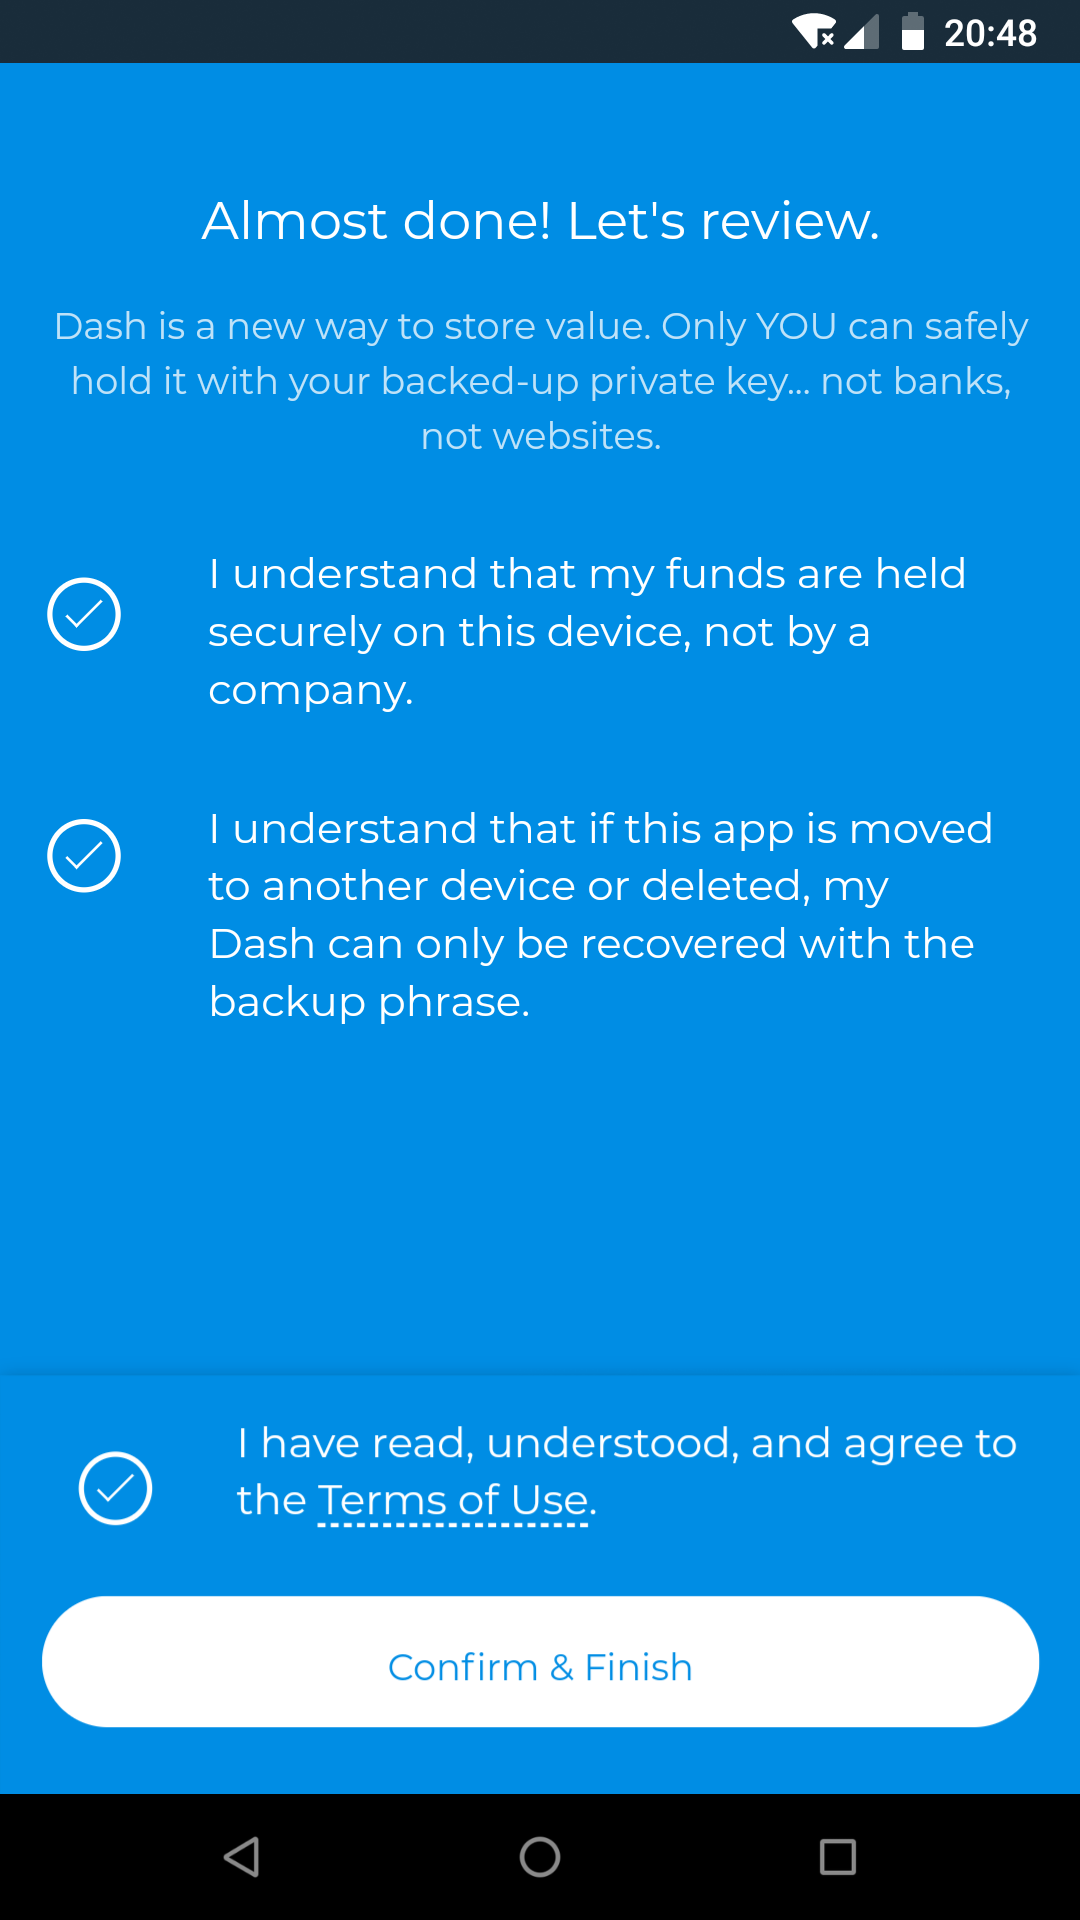 20:48
Almost done! Let's review.
Dash is a new way to store value. Only YOU can safely
hold it with your backed-up private key... not banks,
not websites.
I understand that my funds are held
securely on this device, not by a
company.
I understand that if this app is moved
to another device or deleted, my
Dash can only be recovered with the
backup phrase.
I have read, understood, and agree to
the Terms of Use.
Confirm & Finish